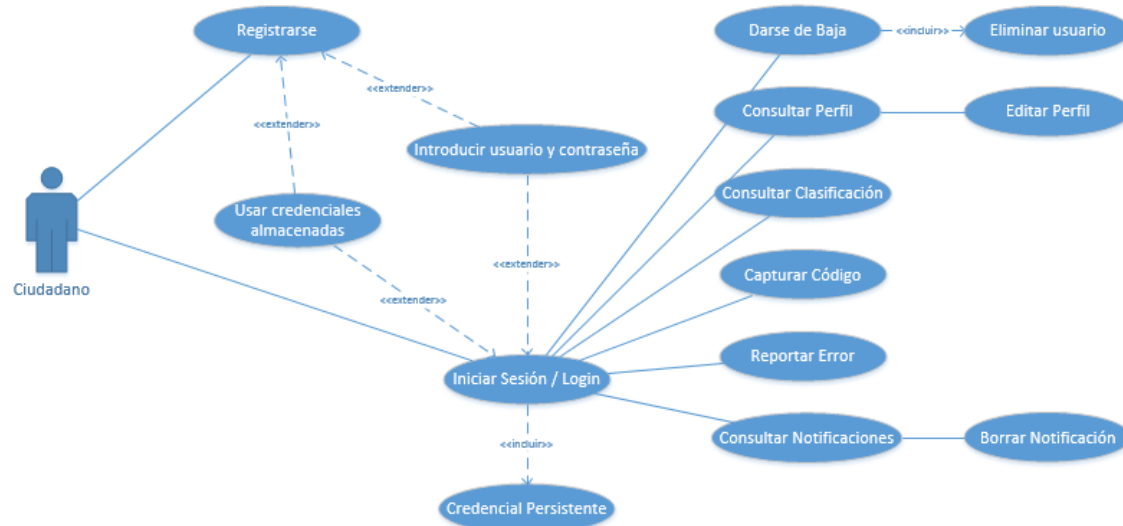 Registrarse
Darse de Baja
<<incluir>>
Eliminar usuario
<<extender>>
Consultar Perfil
Editar Perfil
<<extender>>
Introducir usuario y contraseña
Consultar Clasificación
Usar credenciales
almacenadas
Ciudadano
<<extender>>
Capturar Código
<<extender>>
Reportar Error
Iniciar Sesión / Login
Consultar Notificaciones
Borrar Notificación
<<incluir>>
Credencial Persistente